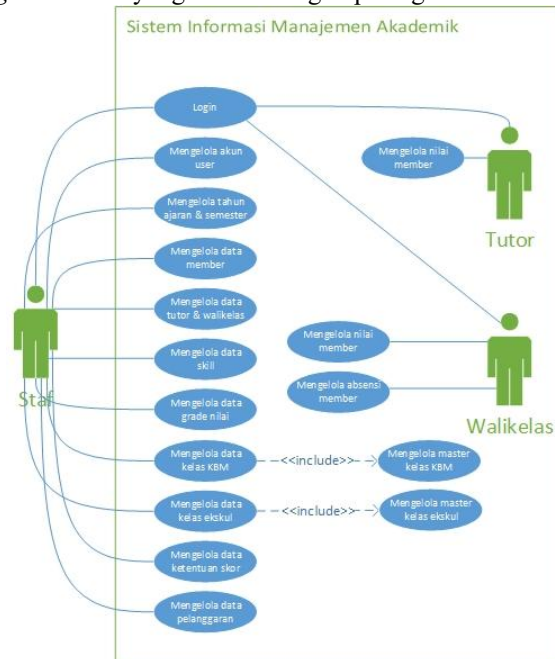 Sistem Informasi Manajemen Akademik
Login
Mengelola akun
user
Mengelola tahun
ajaran & semester
Mengelola data
member
Mengelola data
tutor & walikelas
Mengelola data
skill
Mengelola data
grade nilai
Mengelola data
kelas KBM
Mengelola data
kelas ekskul
Mengelola data
ketentuan skor
Mengelola data
pelanggaran
Staf
<<include>>
<<include>>
Mengelola master
kelas KBM
Mengelola master
kelas ekskul
Mengelola nilai
member
Tutor
Mengelola nilai
member
Mengelola absensi
member
Walikelas